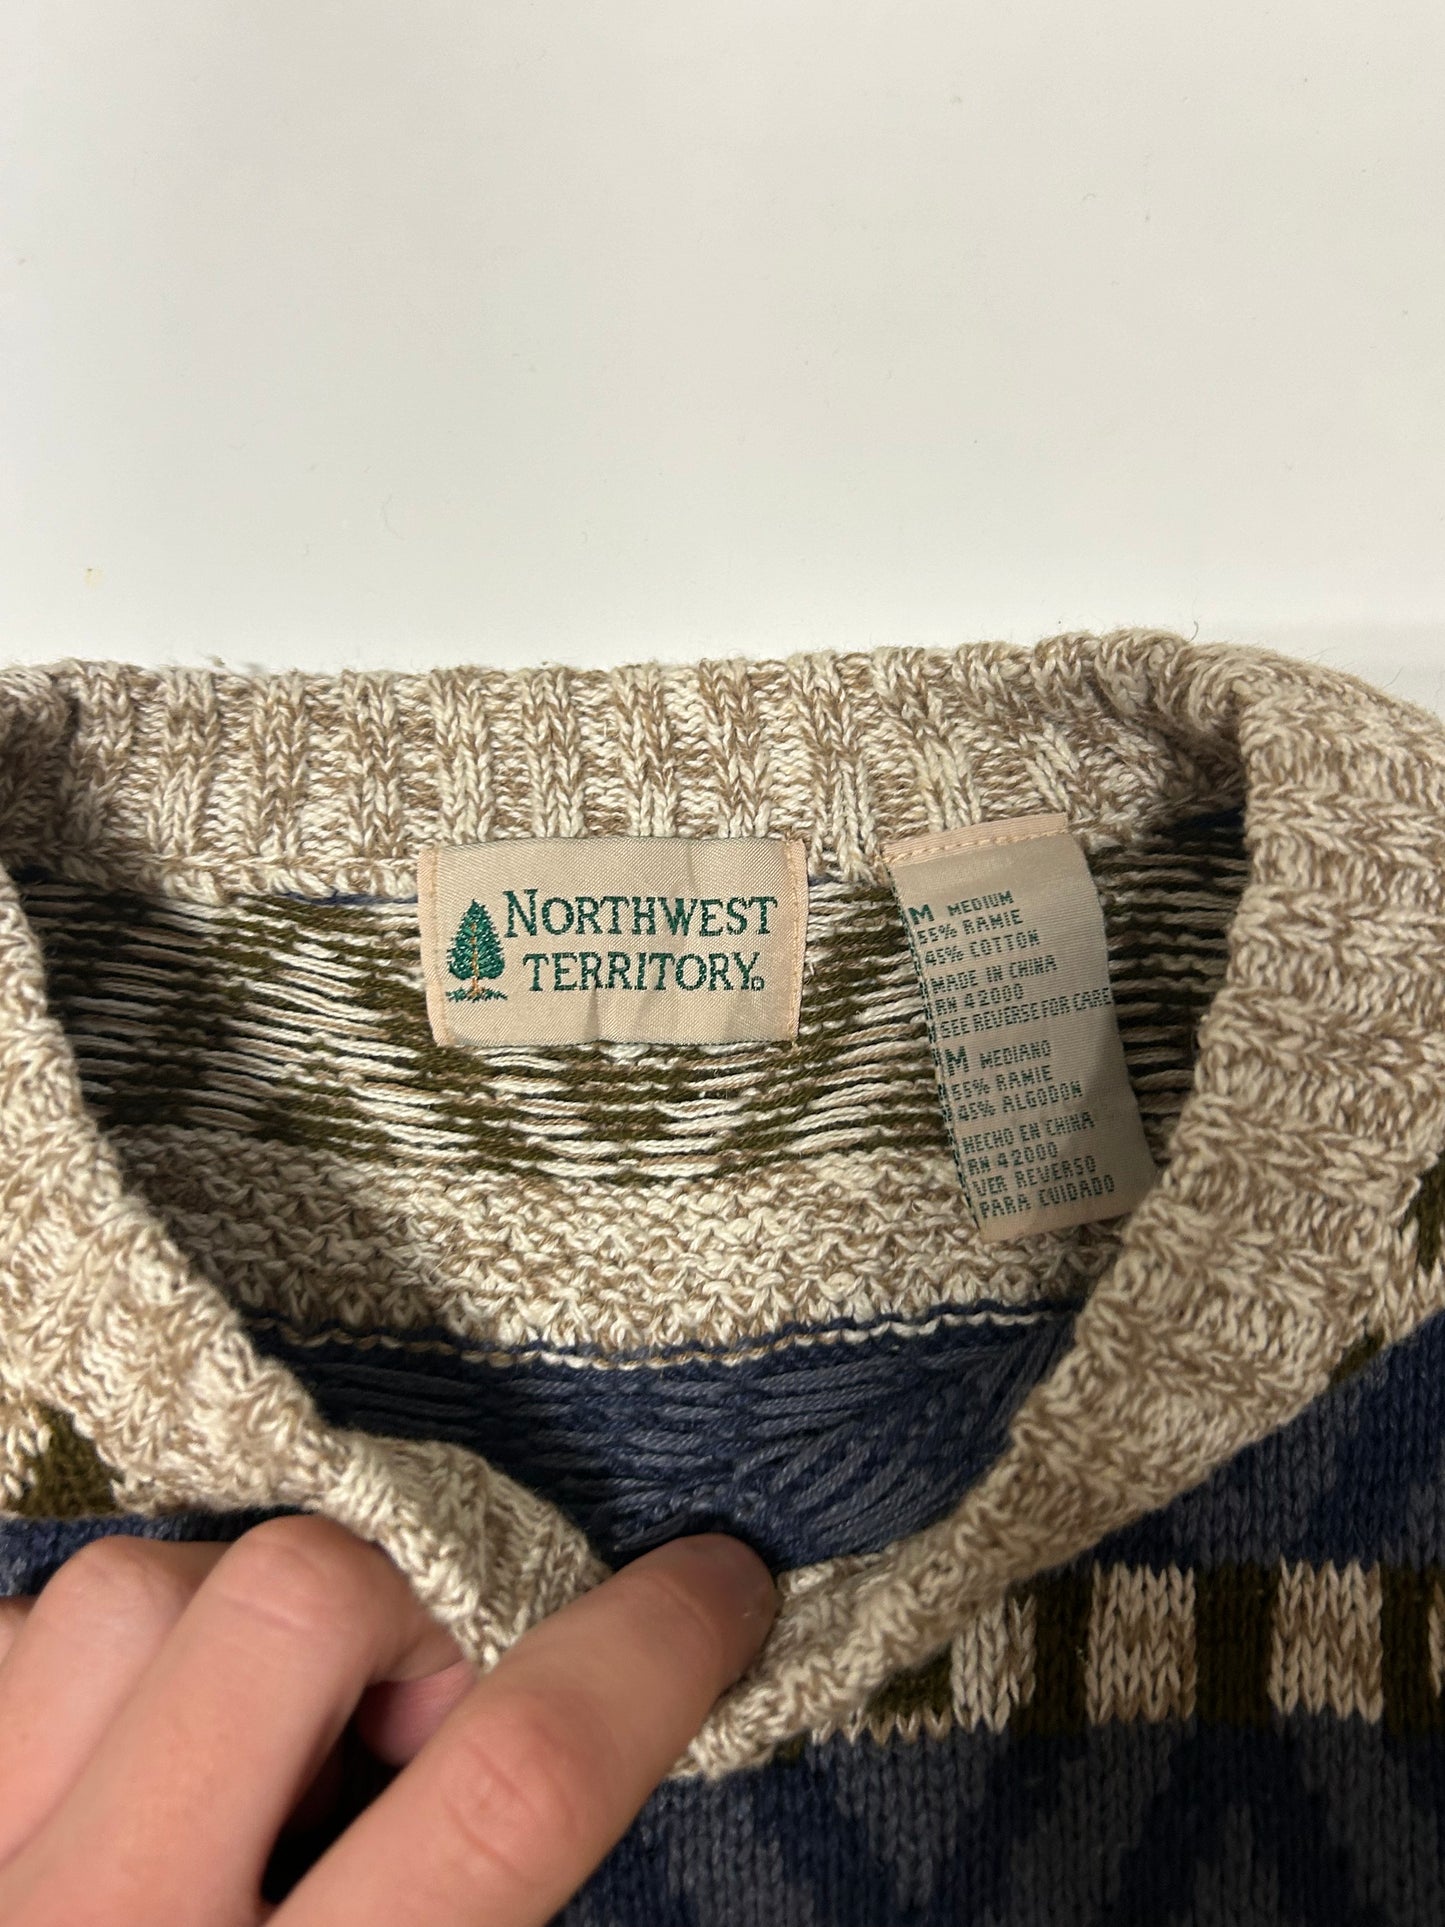 NORTHWEST
TERRITORY®
M MEDIUM
55% RAMIE
45% COTTON
MADE IN CHINA
RN 42000
SEE REVERSE FOR CARE
M MEDIANO
55% RAMIE
45% ALGODON
HECHO EN CHINA
RN 42000
VER REVERSO
PARA CUIDADO